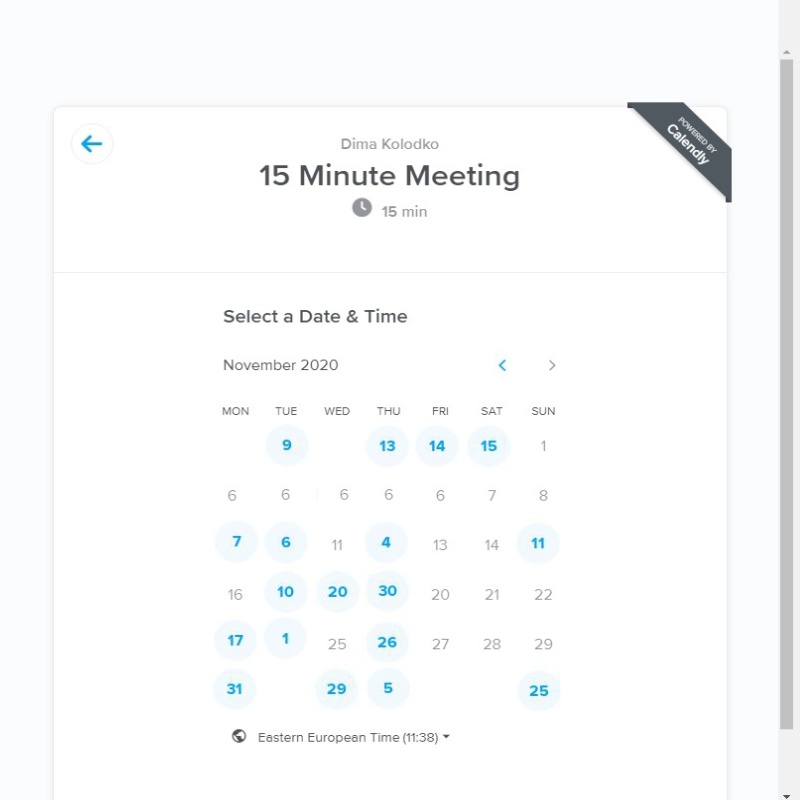 POWERED BY
Calendly
Dima Kolodko
15 Minute Meeting
15 min
Select a Date & Time
November 2020
MON TUE WED THU FRI SAT SUN
9 13 14 15 1
6 6 6 6 6 7 8
7 6 11 4 13 14 11
16 10 20 30 20 21 22
17 1 25 26 27 28 29
31 29 5 25
Eastern European Time (11:38)